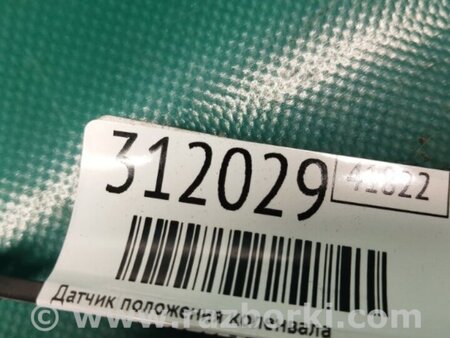 312029
41822
Датчик положения коленвала
www.razborki.com